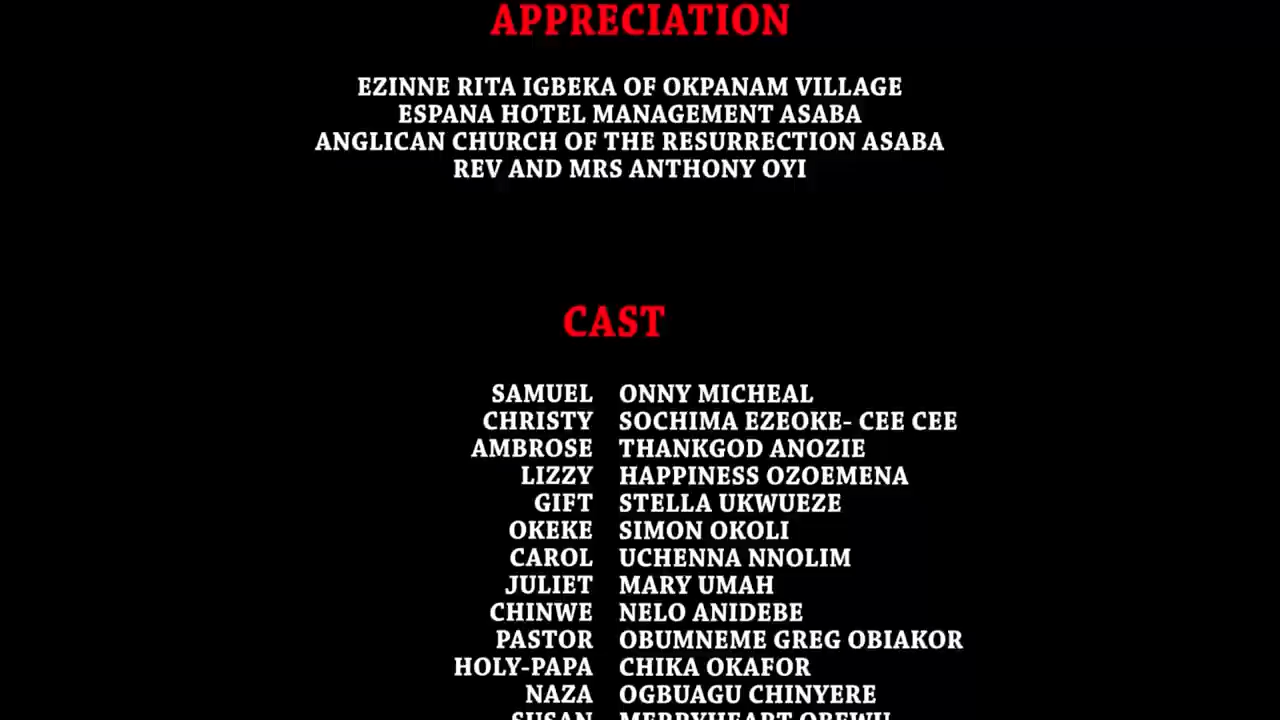 APPRECIATION
EZINNE RITA IGBEKA OF OKPANAM VILLAGE
ESPANA HOTEL MANAGEMENT ASABA
ANGLICAN CHURCH OF THE RESURRECTION ASABA
REV AND MRS ANTHONY OYI
CAST
SAMUEL ONNY MICHEAL
CHRISTY SOCHIMA EZEOKE- CEE CEE
AMBROSE THANKGOD ANOZIE
LIZZY HAPPINESS OZOEMENA
GIFT STELLA UKWUEZE
OKEKE SIMON OKOLI
CAROL UCHENNA NNOLIM
JULIET MARY UMAH
CHINWE NELO ANIDEBE
PASTOR OBUMNEME GREG OBIAKOR
HOLY-PAPA CHIKA OKAFOR
NAZA OGBUAGU CHINYERE
SUSAN MERRYHEART